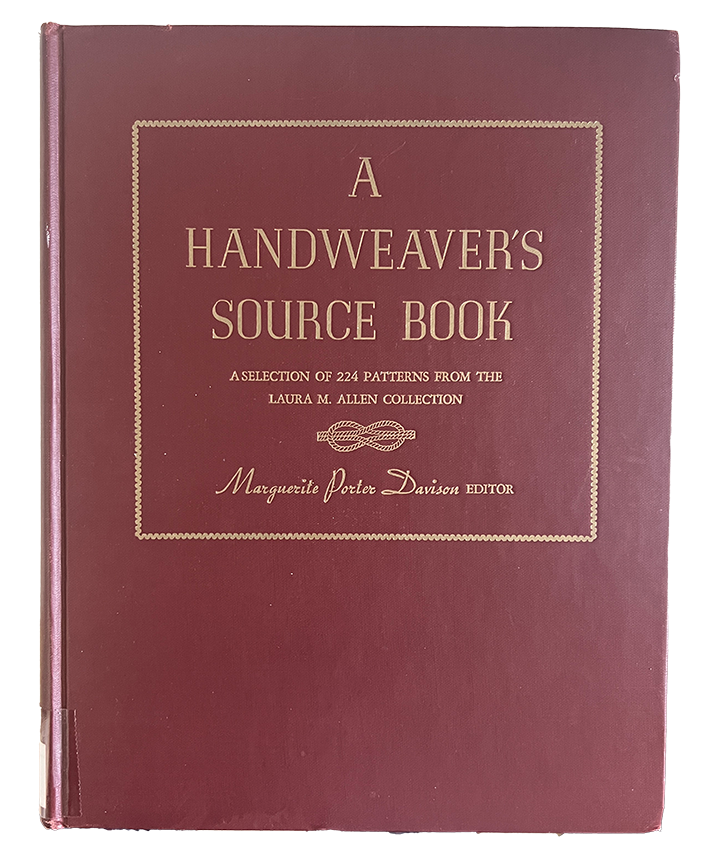 A
HANDWEAVER'S
SOURCE BOOK
A SELECTION OF 224 PATTERNS FROM THE
LAURA M. ALLEN COLLECTION
Marguerite Porter Davison EDITOR